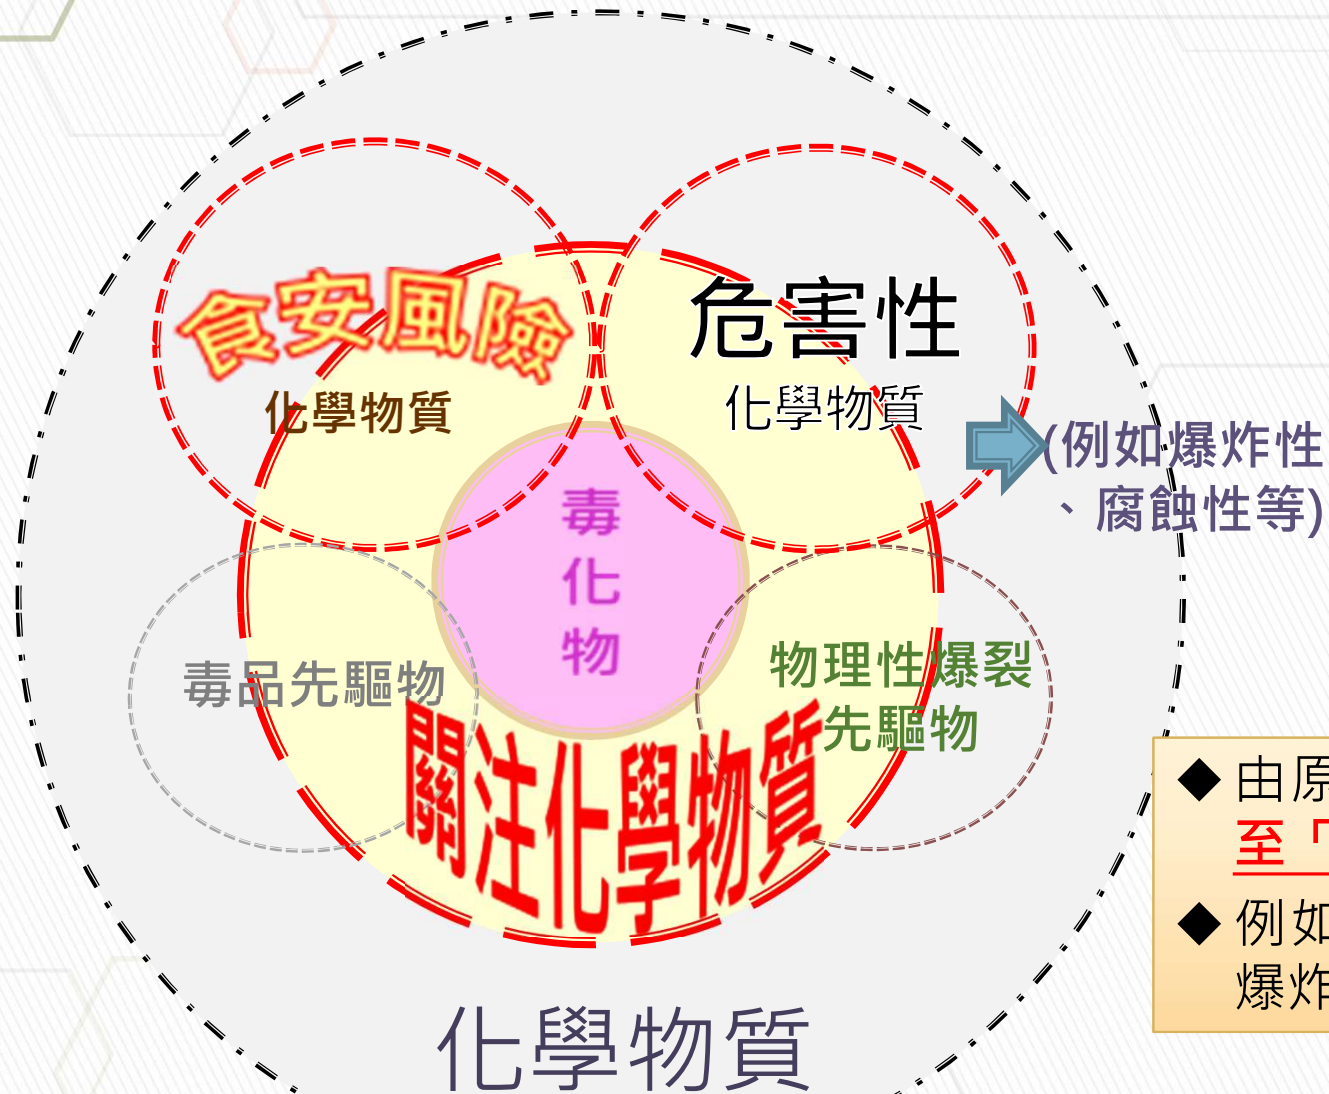 食安風險
化學物質
危害性
化學物質
(例如爆炸性
、腐蝕性等)
毒
化
物
毒品先驅物
物理性爆裂
先驅物
關注化學物質
◆ 由原
至「
◆ 例如
爆炸
化學物質